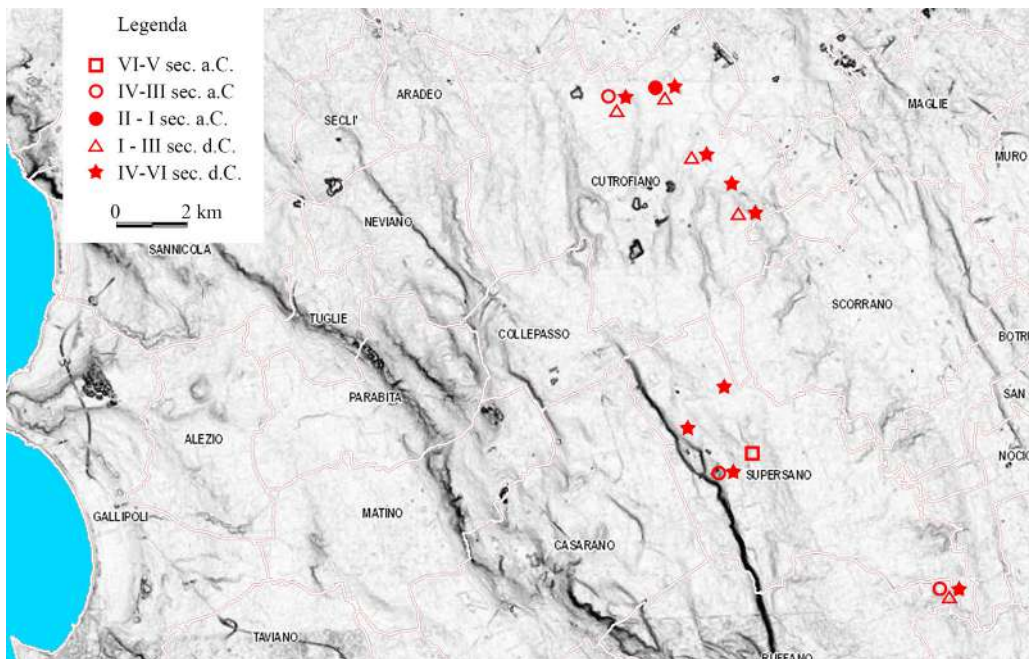 Legenda
VI-V sec. a.C.
IV-III sec. a.C
II - I sec. a.C.
I - III sec. d.C.
IV-VI sec. d.C.
0 2 km
ARADEO
MAGLIE
SECLI'
MURO
CUTROFIANO
NEVIANO
SANNICOLA
SCORRANO
TUGLIE
COLLEPASSO
BOTRU
PARABITA
SAN
ALEZIO
NOCIG
SUPERSANO
GALLIPOLI
MATINO
CASARANO
TAVIANO
RUFFANO